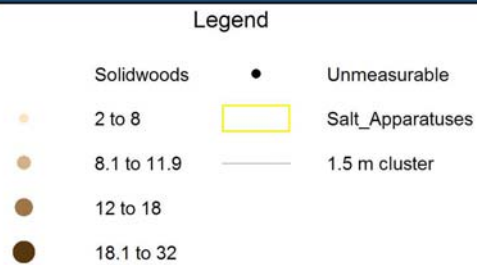 Legend
Solidwoods
Unmeasurable
2 to 8
Salt_Apparatuses
8.1 to 11.9
1.5 m cluster
12 to 18
18.1 to 32